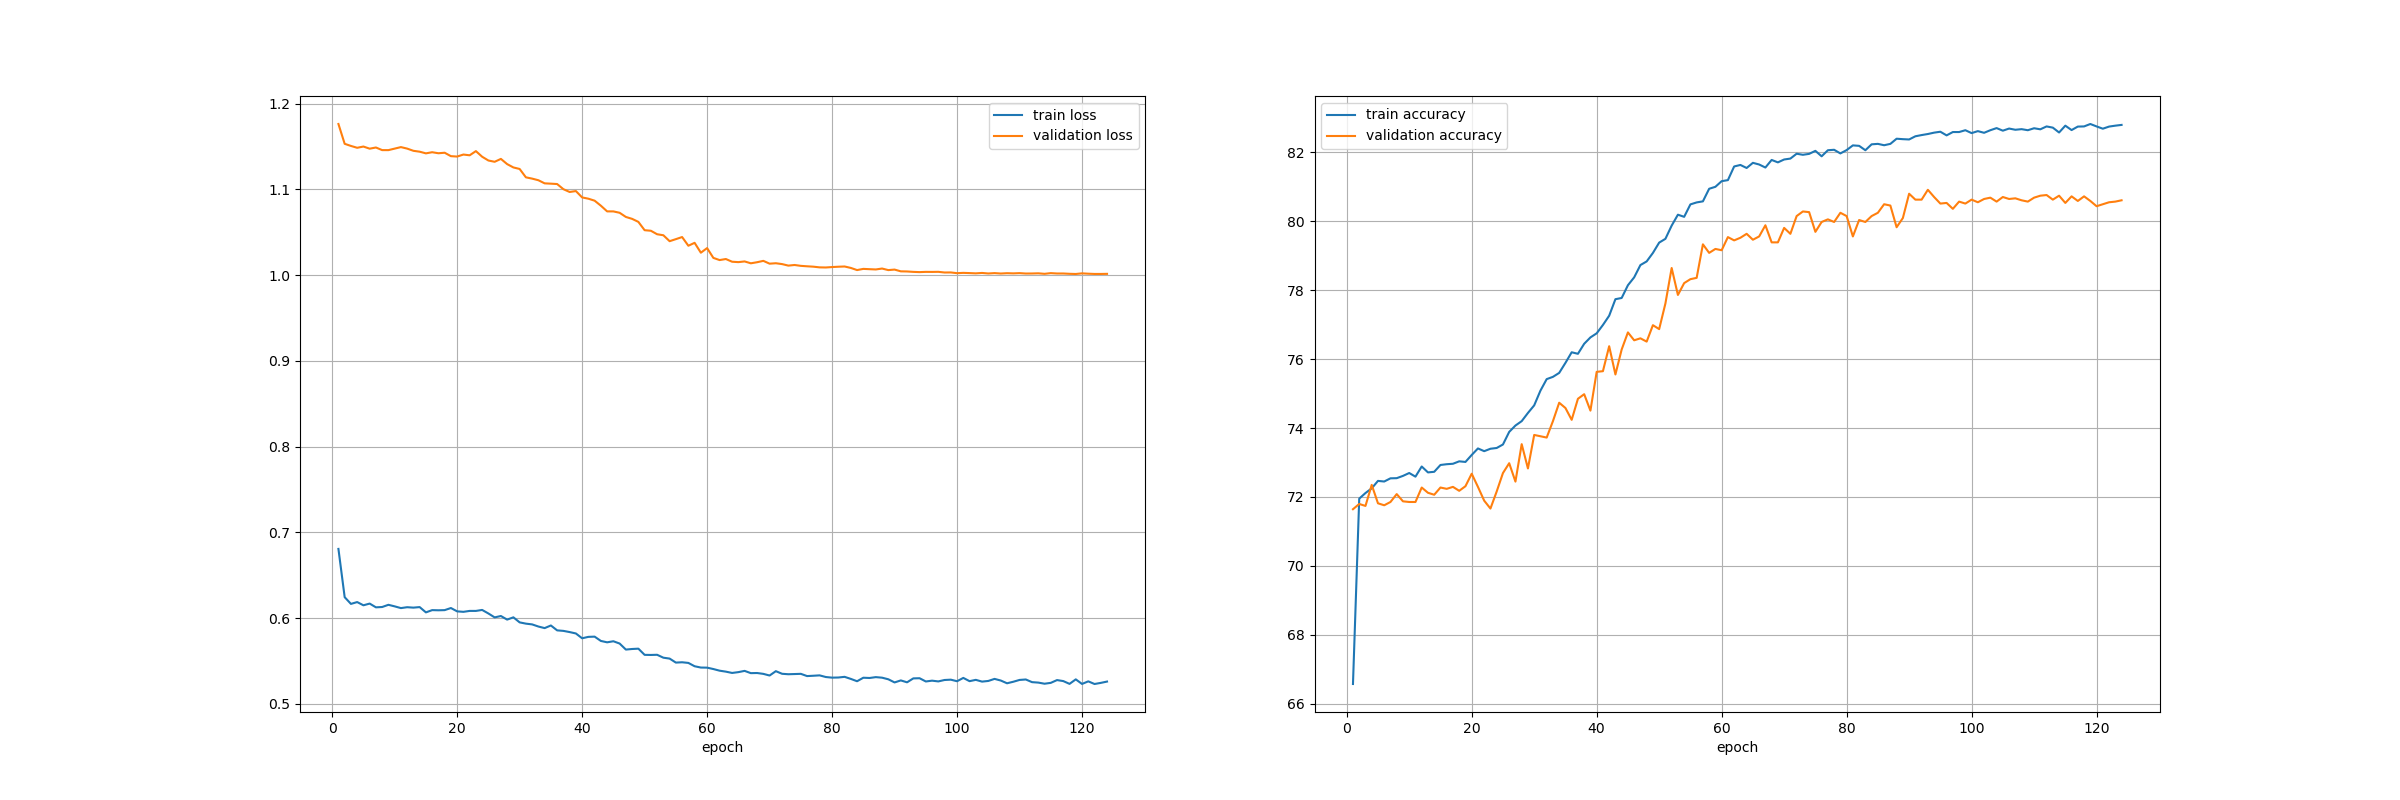 1.2
1.1
1.0
0.9
0.8
0.7
0.6
0.5
0 20 40 60 80 100 120
epoch
train loss
validation loss
82
80
78
76
74
72
70
68
66
0 20 40 60 80 100 120
epoch
train accuracy
validation accuracy